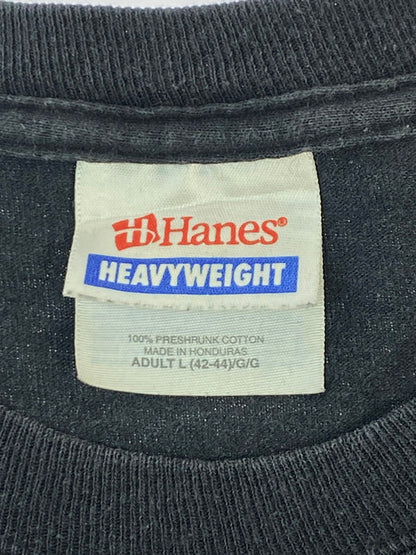 Hanes®
HEAVYWEIGHT
100% PRESHRUNK COTTON
MADE IN HONDURAS
ADULT L (42-44)/G/G